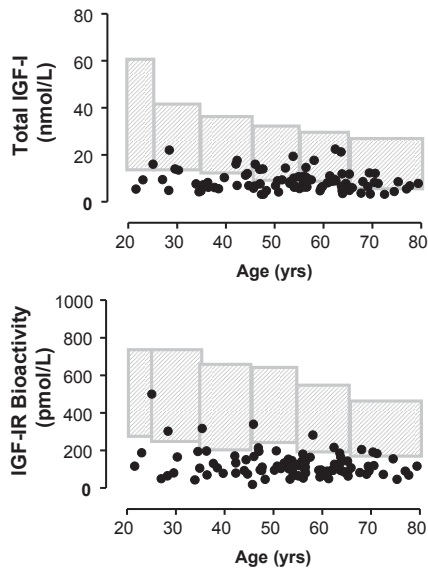 80
60
40
20
0
Total IGF-I
(nmol/L)
20 30 40 50 60 70 80
Age (yrs)
1000
800
600
400
200
0
IGF-IR Bioactivity
(pmol/L)
20 30 40 50 60 70 80
Age (yrs)